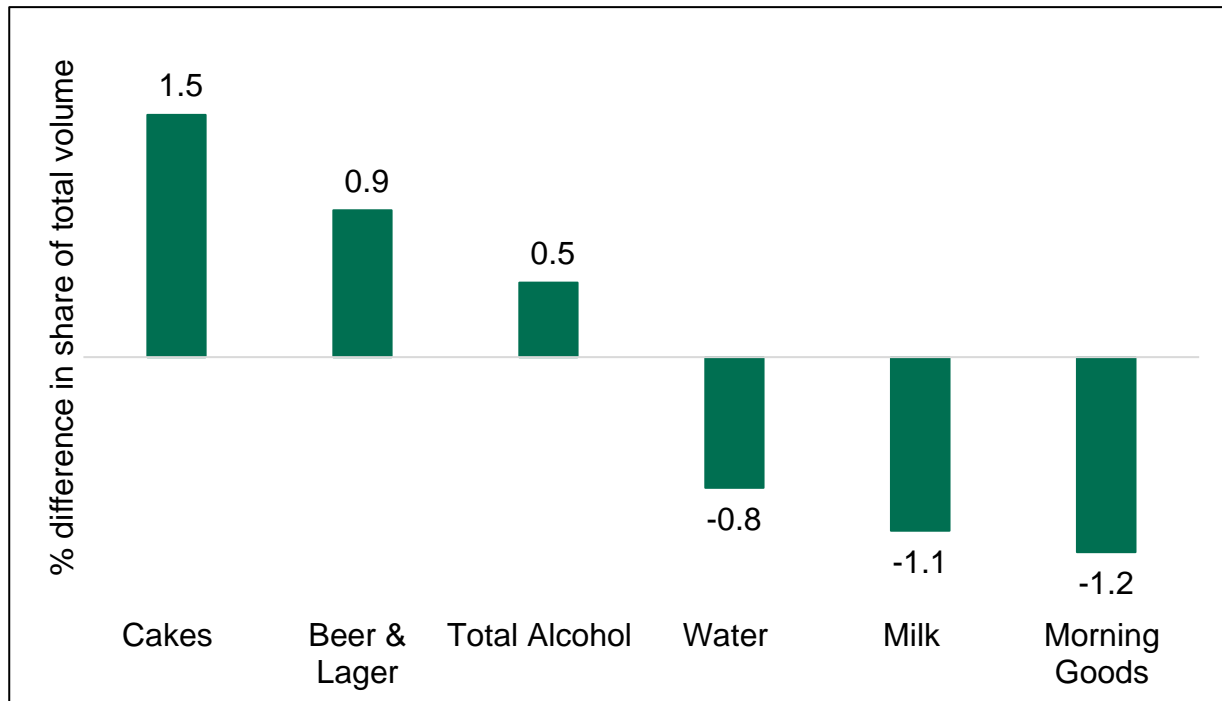 % difference in share of total volume
1.5
0.9
0.5
-0.8
-1.1
-1.2
Cakes
Beer &
Lager
Total Alcohol
Water
Milk
Morning
Goods